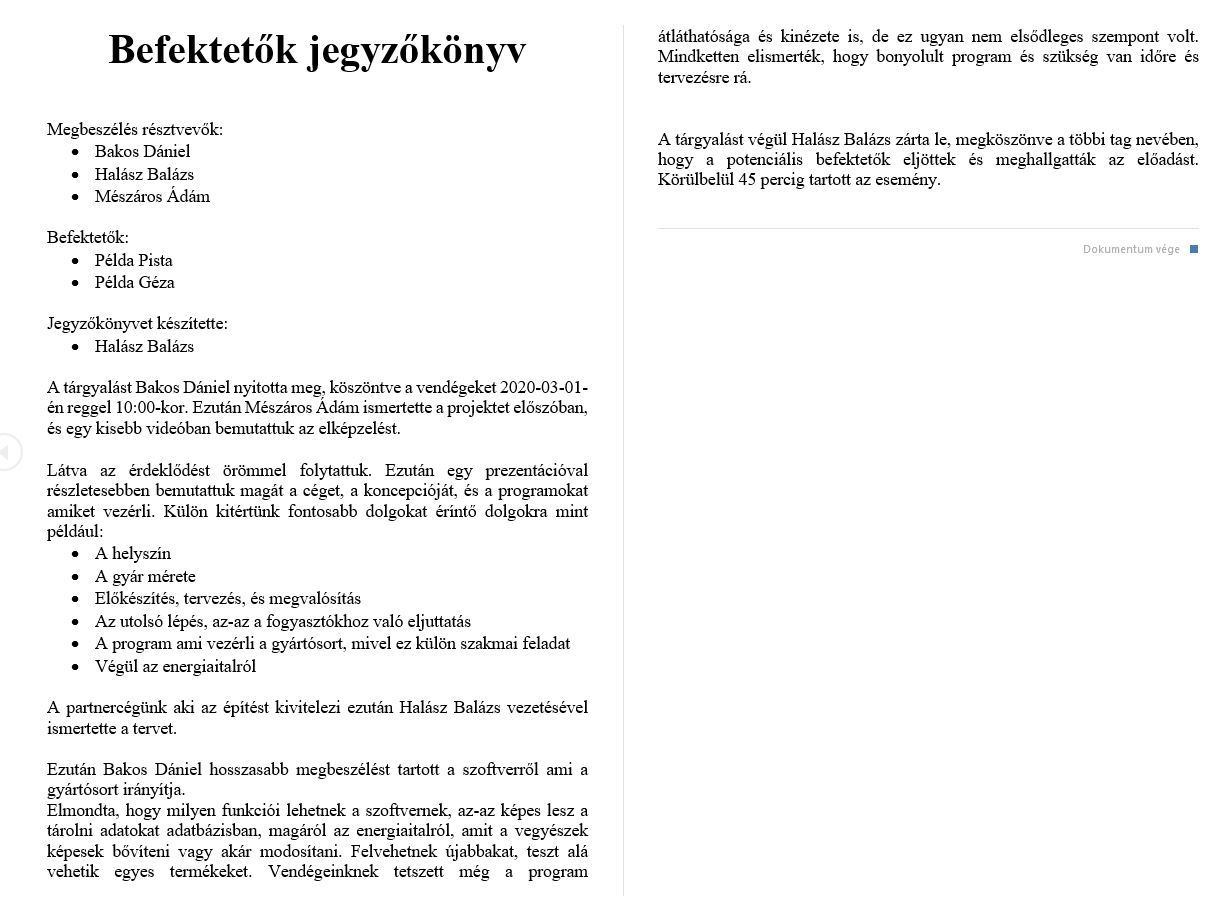 Befektetők jegyzőkönyv
Megbeszélés résztvevők:
• Bakos Dániel
• Halász Balázs
• Mészáros Ádám
Befektetők:
• Példa Pista
• Példa Géza
Jegyzőkönyvet készítette:
• Halász Balázs
A tárgyalást Bakos Dániel nyitotta meg, köszöntve a vendégeket 2020-03-01-
én reggel 10:00-kor. Ezután Mészáros Ádám ismertette a projektet előszóban,
és egy kisebb videóban bemutattuk az elképzelést.
Látva az érdeklődést örömmel folytattuk. Ezután egy prezentációval
részletesebben bemutattuk magát a céget, a koncepcióját, és a programokat
amiket vezérli. Külön kitértünk fontosabb dolgokat éríntő dolgokra mint
például:
• A helyszín
• A gyár mérete
• Előkészítés, tervezés, és megvalósítás
• Az utolsó lépés, az-az a fogyasztókhoz való eljuttatás
• A program ami vezérli a gyártósort, mivel ez külön szakmai feladat
• Végül az energiaitalról
A partnercégünk aki az építést kivitelezi ezután Halász Balázs vezetésével
ismertette a tervet.
Ezután Bakos Dániel hosszasabb megbeszélést tartott a szoftverről ami a
gyártósort irányítja.
Elmondta, hogy milyen funkciói lehetnek a szoftvernek, az-az képes lesz a
tárolni adatokat adatbázisban, magáról az energiaitalról, amit a vegyészek
képesek bővíteni vagy akár modosítani. Felvehetnek újabbakat, teszt alá
vehetik egyes termékeket. Vendégeinknek tetszett még a program
átláthatósága és kinézete is, de ez ugyan nem elsődleges szempont volt.
Mindketten elismerték, hogy bonyolult program és szükség van időre és
tervezésre rá.
A tárgyalást végül Halász Balázs zárta le, megköszönve a többi tag nevében,
hogy a potenciális befektetők eljöttek és meghallgatták az előadást.
Körülbelül 45 percig tartott az esemény.
Dokumentum vége